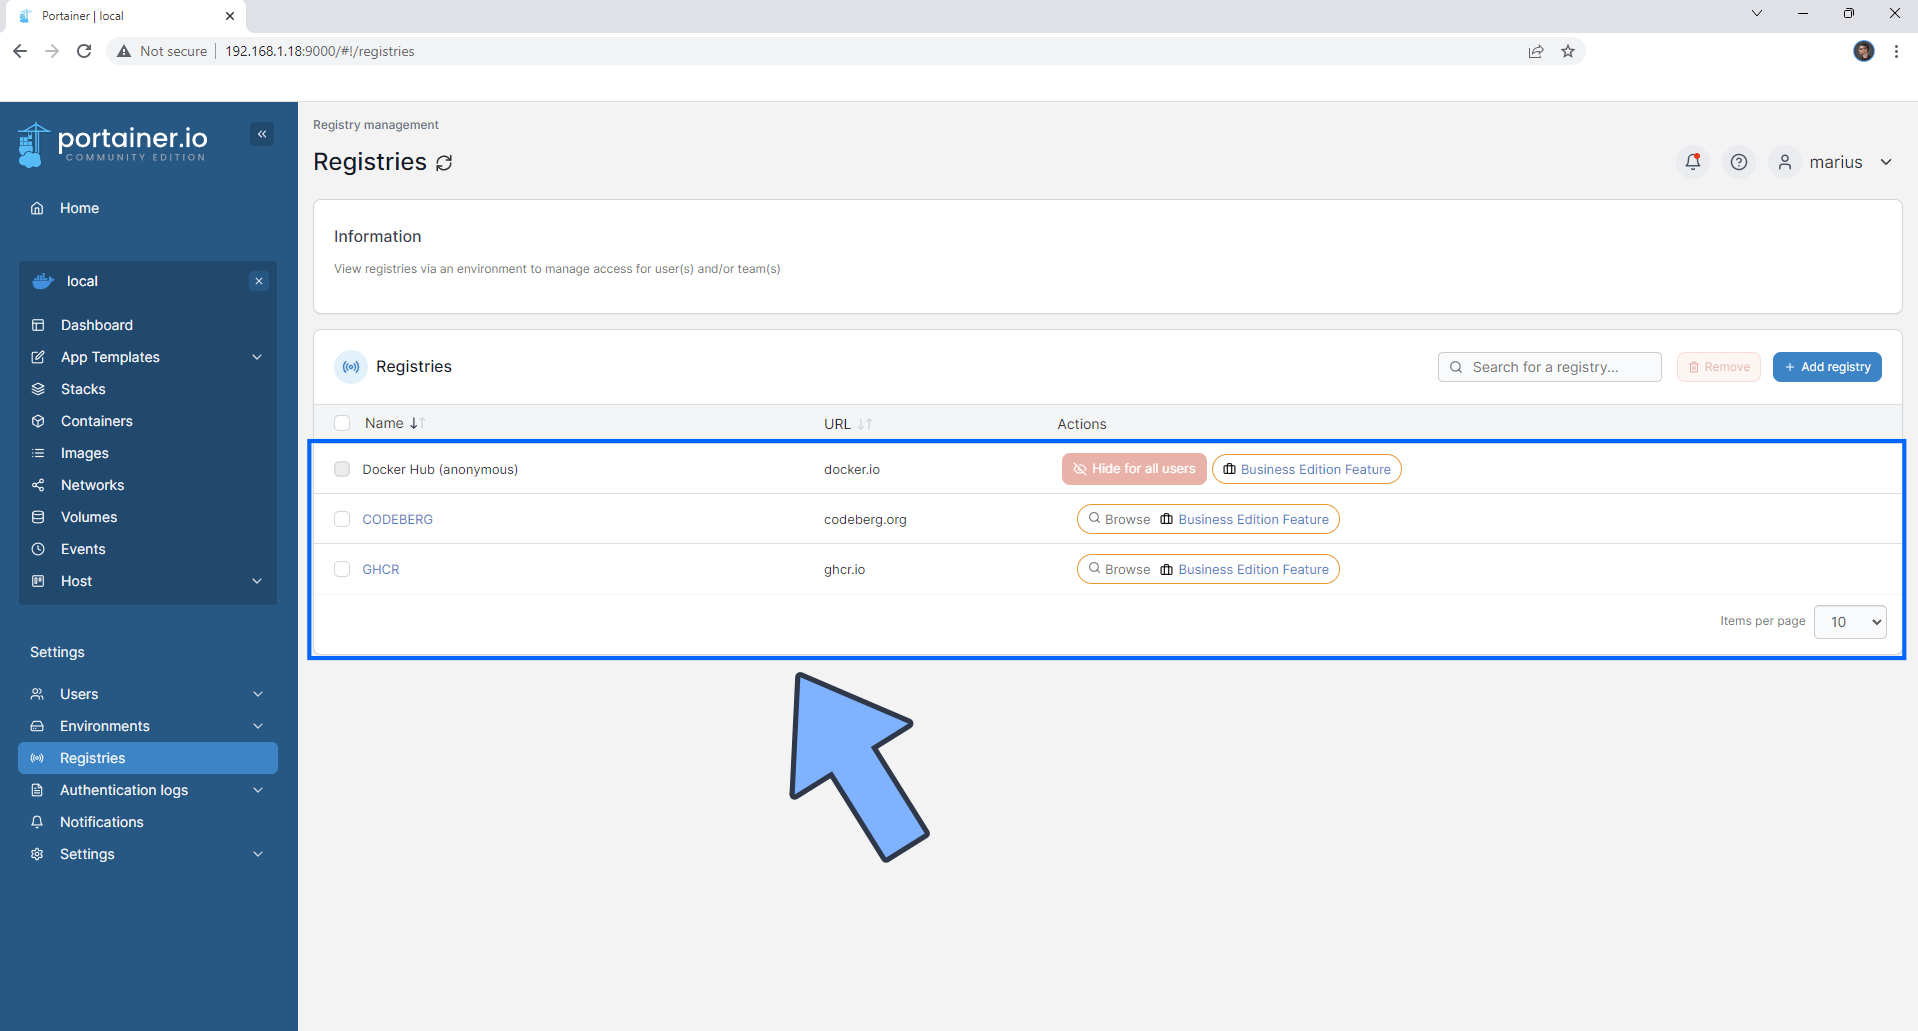 Portainer | local
Not secure 192.168.1.18:9000/#!/registries
portainer.io
COMMUNITY EDITION
Home
local
Dashboard
App Templates
Stacks
Containers
Images
Networks
Volumes
Events
Host
Settings
Users
Environments
Registries
Authentication logs
Notifications
Settings
Registry management
Registries
marius
Information
View registries via an environment to manage access for user(s) and/or team(s)
Registries
Search for a registry...
Remove
+ Add registry
Name URL Actions
Docker Hub (anonymous) docker.io Hide for all users Business Edition Feature
CODEBERG codeberg.org Browse Business Edition Feature
GHCR ghcr.io Browse Business Edition Feature
Items per page 10